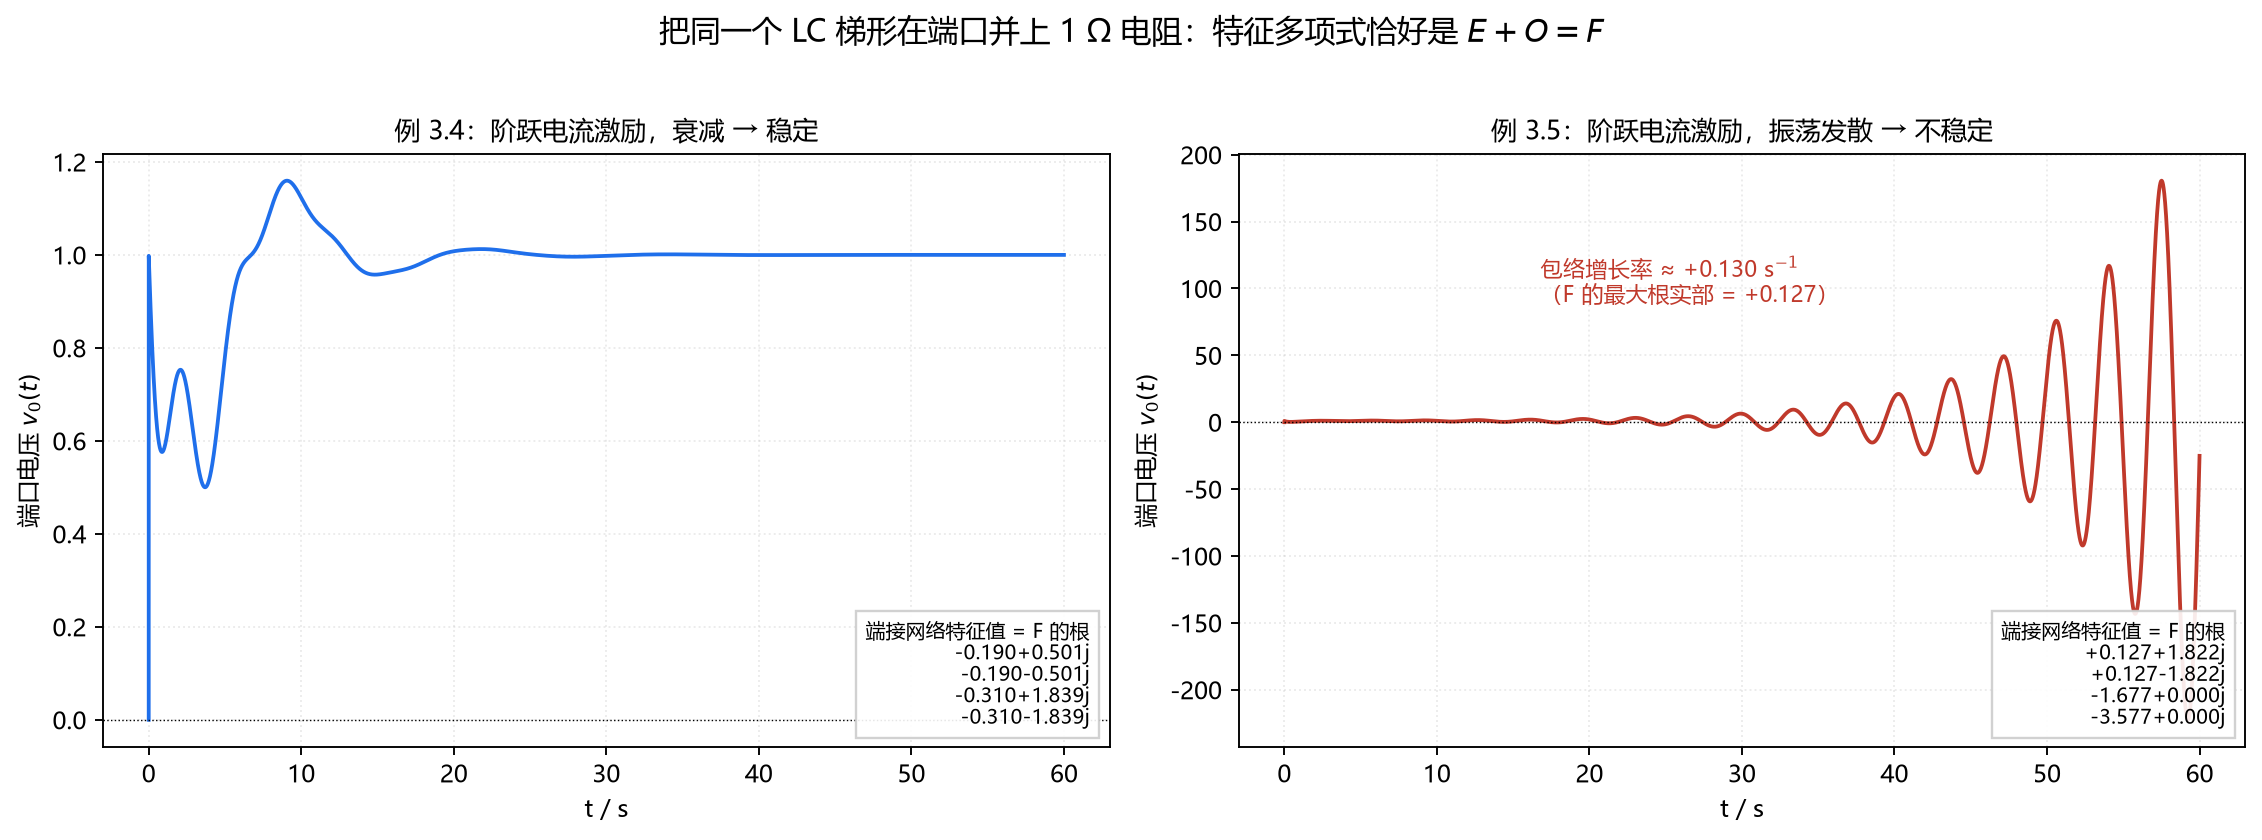 把同一个 LC 梯形在端口并上 1 Ω 电阻：特征多项式恰好是 E + O = F
例 3.4：阶跃电流激励，衰减 → 稳定
端口电压 v₀(t)
1.2
1.0
0.8
0.6
0.4
0.2
0.0
端接网络特征值 = F 的根
-0.190+0.501j
-0.190-0.501j
-0.310+1.839j
-0.310-1.839j
0 10 20 30 40 50 60
t / s
例 3.5：阶跃电流激励，振荡发散 → 不稳定
端口电压 v₀(t)
200
150
100
50
0
-50
-100
-150
-200
包络增长率 ≈ +0.130 s⁻¹
（F 的最大根实部 = +0.127）
端接网络特征值 = F 的根
+0.127+1.822j
+0.127-1.822j
-1.677+0.000j
-3.577+0.000j
0 10 20 30 40 50 60
t / s